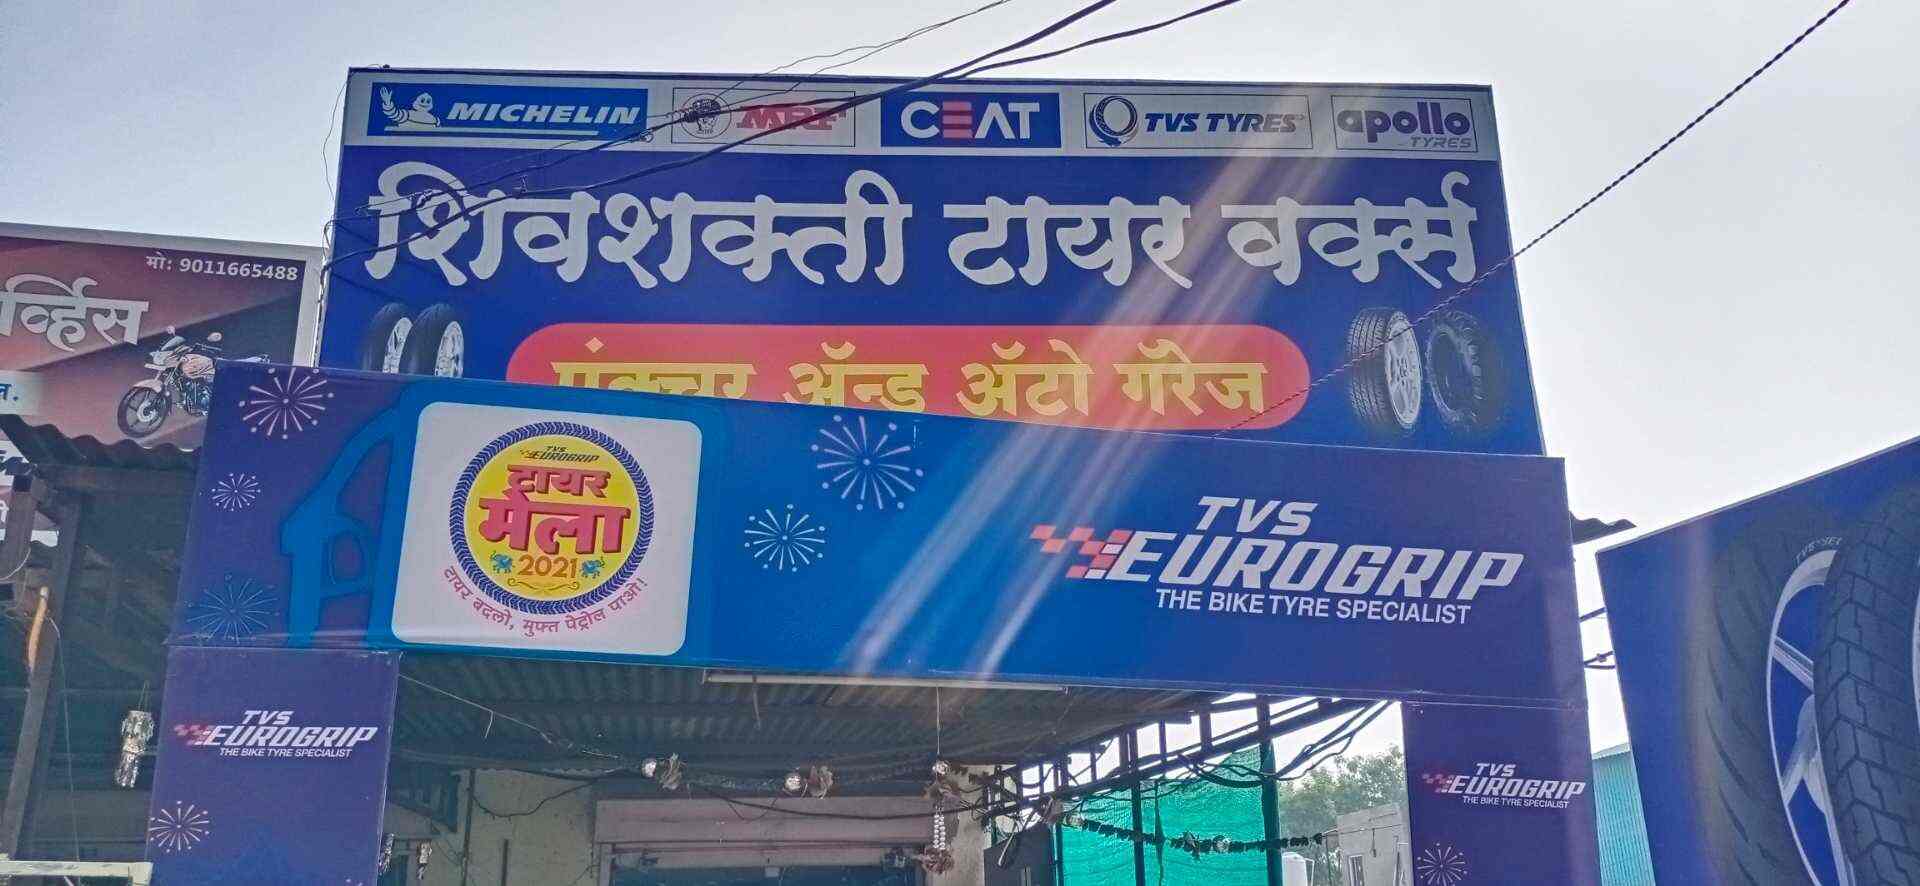 MICHELIN
MRF
CEAT
TVS TYRES
apollo
TYRES
शिवशक्ती टायर वर्क्स
पंक्चर अ‍ॅन्ड अ‍ॅटो गॅरेज
मो: 9011665488
र्व्हिस
TVS
EUROGRIP
टायर
मेला
2021
टायर बदलो, मुफ्त पेट्रोल पाओ!
TVS
EUROGRIP
THE BIKE TYRE SPECIALIST
TVS
EUROGRIP
THE BIKE TYRE SPECIALIST
TVS
EUROGRIP
THE BIKE TYRE SPECIALIST